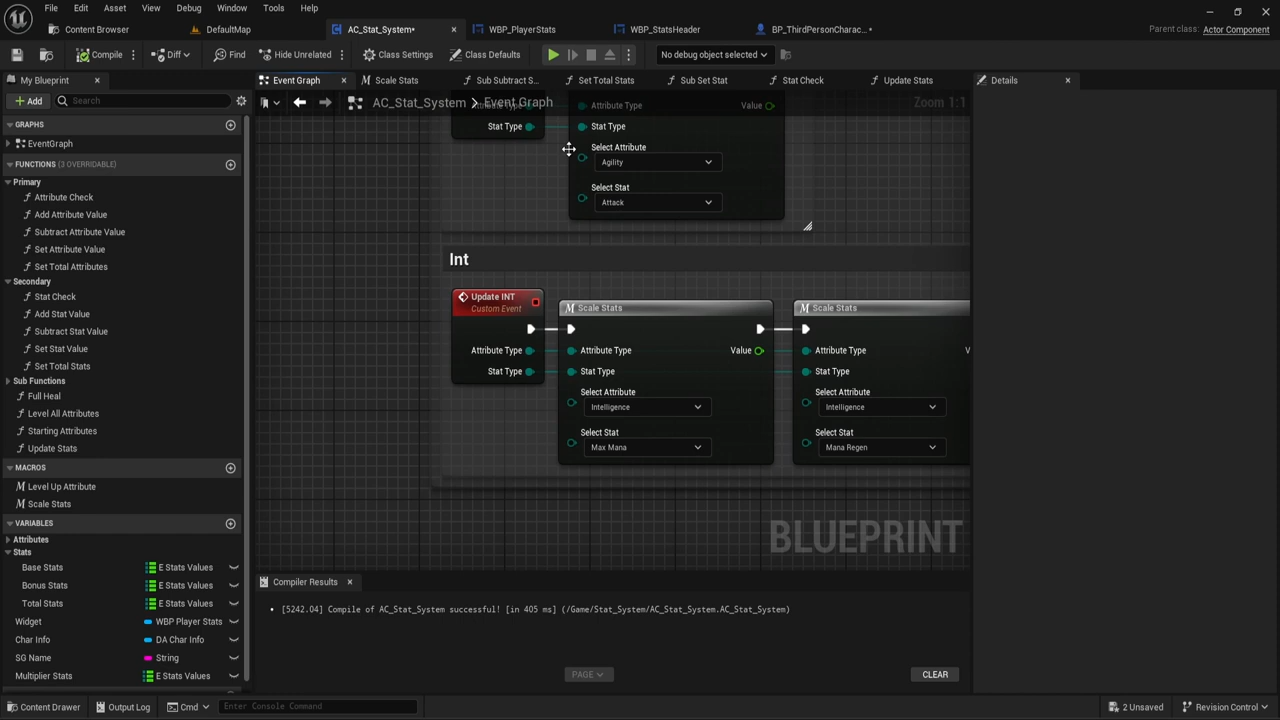 File Edit Asset View Debug Window Tools Help
Parent class: Actor Component
Content Browser DefaultMap AC_Stat_System* WBP_PlayerStats WBP_StatsHeader BP_ThirdPersonCharac...*
Compile Diff Find Hide Unrelated Class Settings Class Defaults No debug object selected
My Blueprint
Event Graph Scale Stats Sub Subtract S... Set Total Stats Sub Set Stat Stat Check Update Stats
Details
Add Search
AC_Stat_System > Event Graph
Zoom 1:1
GRAPHS
EventGraph
FUNCTIONS (3 OVERRIDABLE)
Primary
Attribute Check
Add Attribute Value
Subtract Attribute Value
Set Attribute Value
Set Total Attributes
Secondary
Stat Check
Add Stat Value
Subtract Stat Value
Set Stat Value
Set Total Stats
Sub Functions
Full Heal
Level All Attributes
Starting Attributes
Update Stats
MACROS
Level Up Attribute
Scale Stats
VARIABLES
Attributes
Stats
Base Stats E Stats Values
Bonus Stats E Stats Values
Total Stats E Stats Values
Widget WBP Player Stats
Char Info DA Char Info
SG Name String
Multiplier Stats E Stats Values
Attribute Type Value
Stat Type Stat Type
Select Attribute
Agility
Select Stat
Attack
Int
Update INT
Custom Event
Attribute Type
Stat Type
Scale Stats
Attribute Type Value
Stat Type
Select Attribute
Intelligence
Select Stat
Max Mana
Scale Stats
Attribute Type V
Stat Type
Select Attribute
Intelligence
Select Stat
Mana Regen
BLUEPRINT
Compiler Results
[5242.04] Compile of AC_Stat_System successful! [in 405 ms] (/Game/Stat_System/AC_Stat_System.AC_Stat_System)
PAGE
CLEAR
Content Drawer Output Log Cmd Enter Console Command 2 Unsaved Revision Control